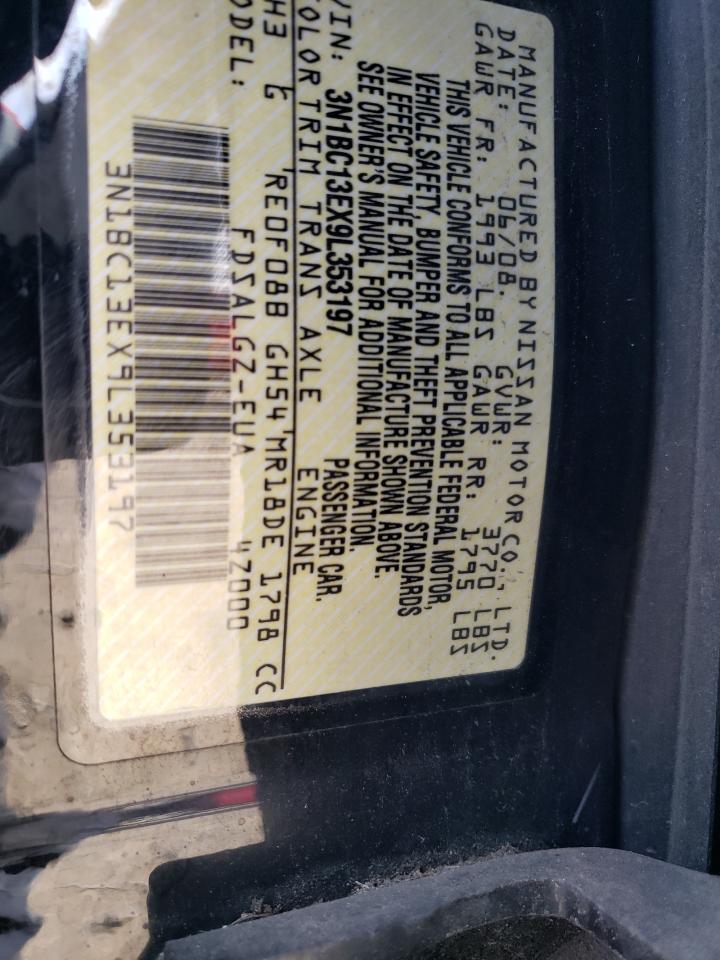 MANUFACTURED BY NISSAN MOTOR CO., LTD.
DATE: 06/08. GVWR: 3770 LBS
GAWR FR: 1993 LBS GAWR RR: 1795 LBS
THIS VEHICLE CONFORMS TO ALL APPLICABLE FEDERAL MOTOR,
VEHICLE SAFETY, BUMPER AND THEFT PREVENTION STANDARDS
IN EFFECT ON THE DATE OF MANUFACTURE SHOWN ABOVE.
SEE OWNER'S MANUAL FOR ADDITIONAL INFORMATION.
VIN: 3N1BC13EX9L353197 PASSENGER CAR.
COLOR TRIM TRANS AXLE ENGINE
KH3 G 'RE0F08B GH54'MR18DE 1798 CC
MODEL: FDSALGZ-EUA 4Z000
3N1BC13EX9L353197